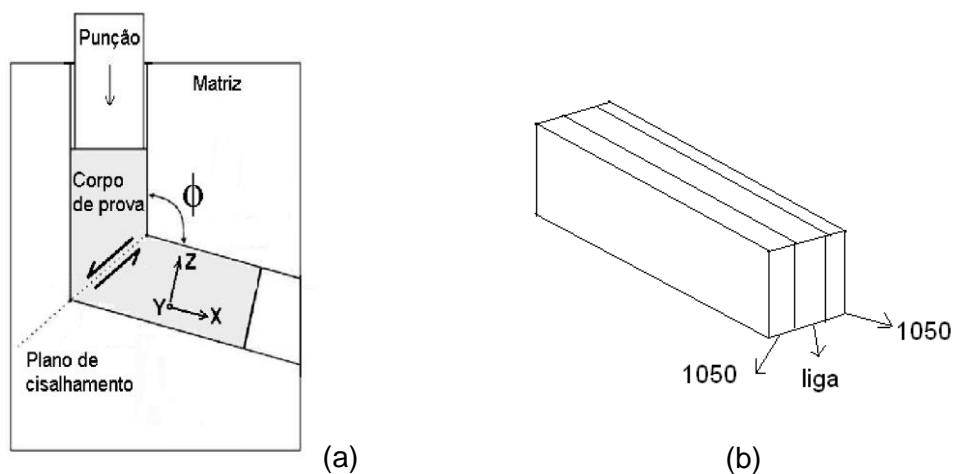 Punção
Matriz
Corpo
de prova
ϕ
Z
Y
X
Plano de
cisalhamento
(a)
1050
1050
liga
(b)